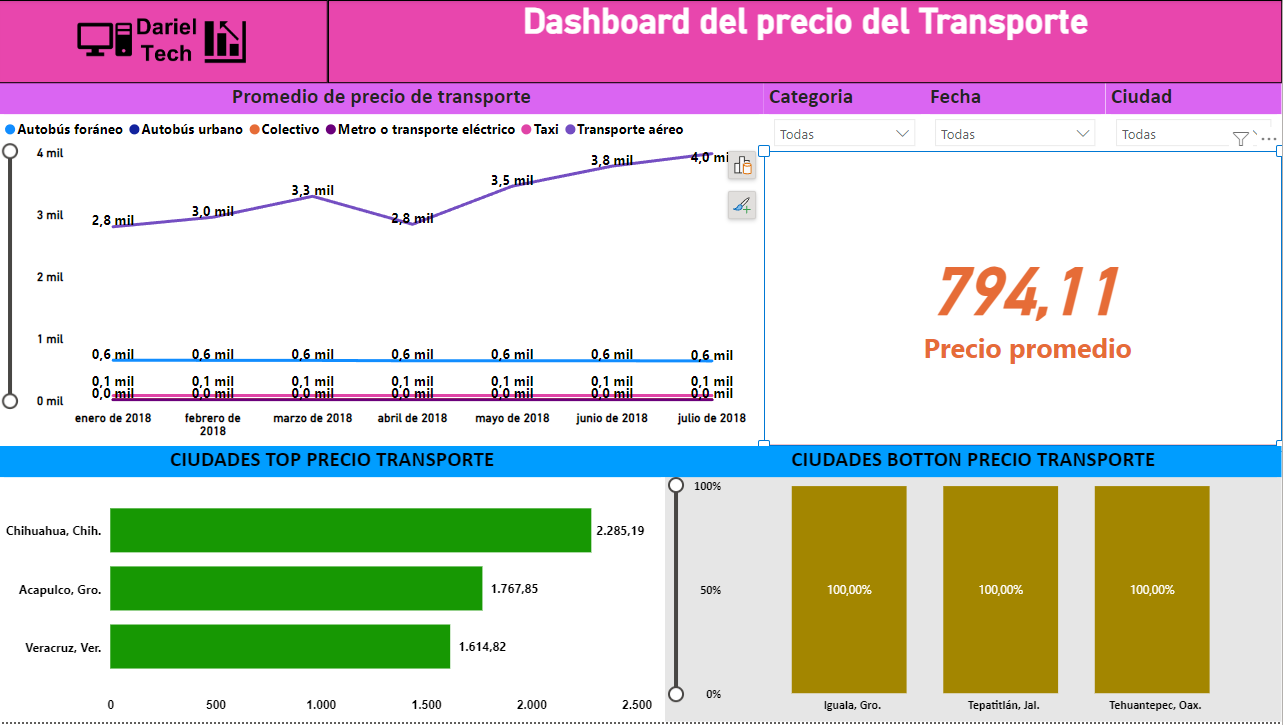 Dariel
Tech
Dashboard del precio del Transporte
Promedio de precio de transporte
Categoria
Fecha
Ciudad
Autobús foráneo Autobús urbano Colectivo Metro o transporte eléctrico Taxi Transporte aéreo
Todas
Todas
Todas
4 mil
3 mil
2 mil
1 mil
0 mil
2,8 mil
3,0 mil
3,3 mil
2,8 mil
3,5 mil
3,8 mil
4,0 mi
0,6 mil 0,6 mil 0,6 mil 0,6 mil 0,6 mil 0,6 mil 0,6 mil
0,1 mil 0,1 mil 0,1 mil 0,1 mil 0,1 mil 0,1 mil 0,1 mil
0,0 mil 0,0 mil 0,0 mil 0,0 mil 0,0 mil 0,0 mil 0,0 mil
enero de 2018
febrero de
2018
marzo de 2018
abril de 2018
mayo de 2018
junio de 2018
julio de 2018
794,11
Precio promedio
CIUDADES TOP PRECIO TRANSPORTE
Chihuahua, Chih.
2.285,19
Acapulco, Gro.
1.767,85
Veracruz, Ver.
1.614,82
0 500 1.000 1.500 2.000 2.500
CIUDADES BOTTON PRECIO TRANSPORTE
100%
50%
0%
100,00% 100,00% 100,00%
Iguala, Gro.
Tepatitlán, Jal.
Tehuantepec, Oax.